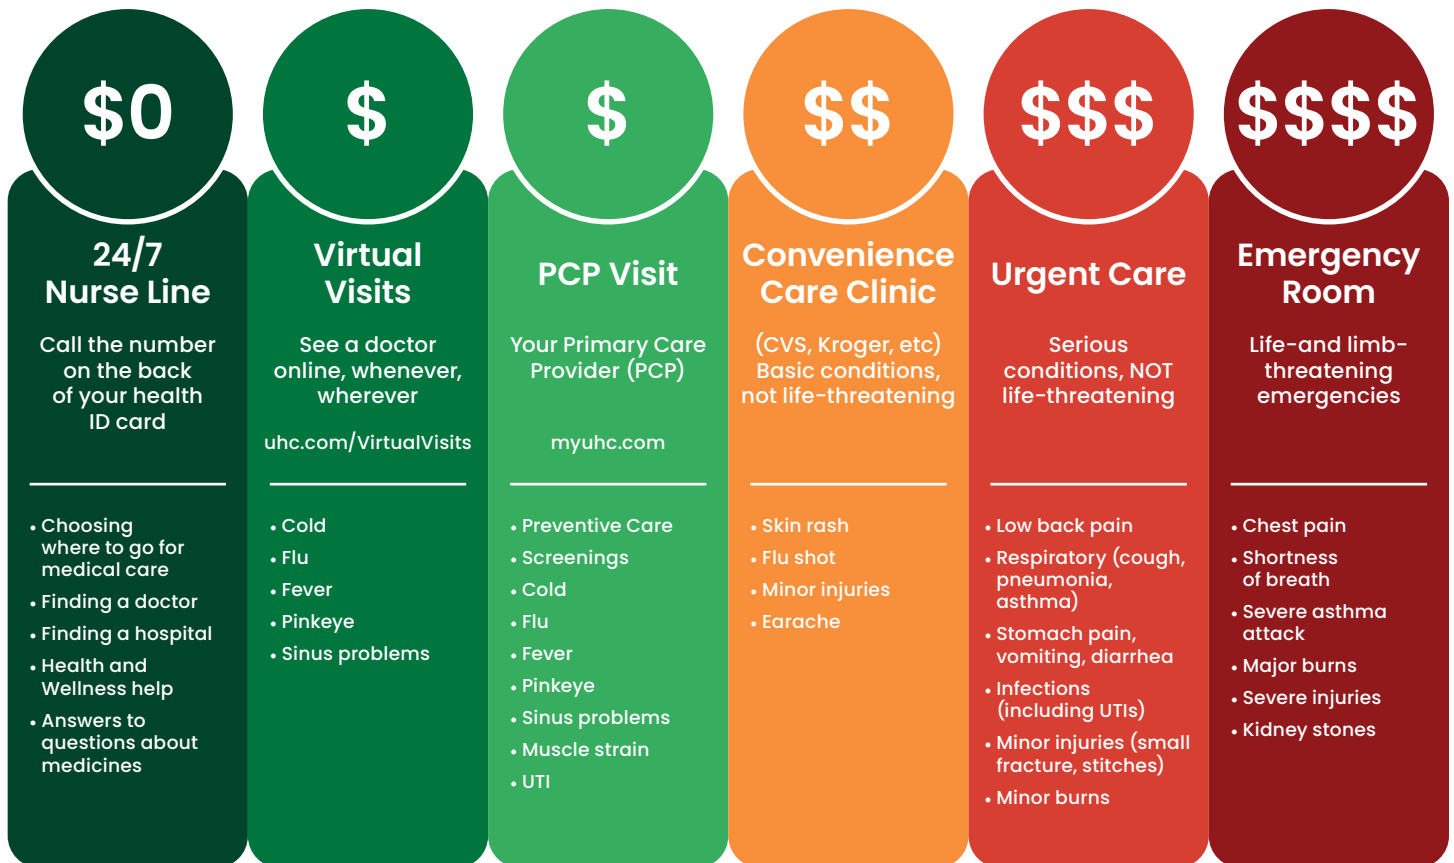 $0
24/7
Nurse Line
Call the number
on the back
of your health
ID card
• Choosing
where to go for
medical care
• Finding a doctor
• Finding a hospital
• Health and
Wellness help
• Answers to
questions about
medicines
$
Virtual
Visits
See a doctor
online, whenever,
wherever
uhc.com/VirtualVisits
• Cold
• Flu
• Fever
• Pinkeye
• Sinus problems
$
PCP Visit
Your Primary Care
Provider (PCP)
myuhc.com
• Preventive Care
• Screenings
• Cold
• Flu
• Fever
• Pinkeye
• Sinus problems
• Muscle strain
• UTI
$$
Convenience
Care Clinic
(CVS, Kroger, etc)
Basic conditions,
not life-threatening
• Skin rash
• Flu shot
• Minor injuries
• Earache
$$$
Urgent Care
Serious
conditions, NOT
life-threatening
• Low back pain
• Respiratory (cough,
pneumonia,
asthma)
• Stomach pain,
vomiting, diarrhea
• Infections
(including UTIs)
• Minor injuries (small
fracture, stitches)
• Minor burns
$$$$
Emergency
Room
Life-and limb-
threatening
emergencies
• Chest pain
• Shortness
of breath
• Severe asthma
attack
• Major burns
• Severe injuries
• Kidney stones